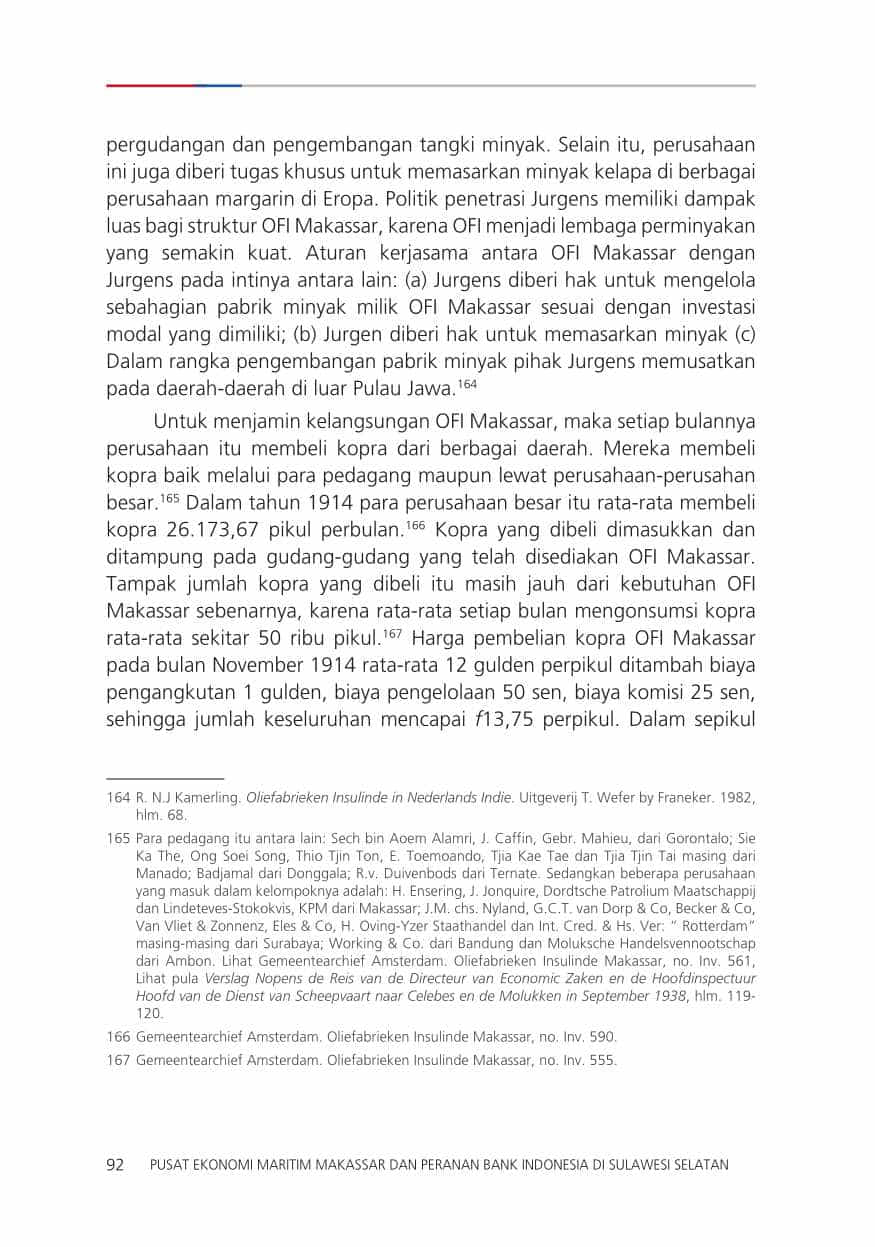 pergudangan dan pengembangan tangki minyak. Selain itu, perusahaan
ini juga diberi tugas khusus untuk memasarkan minyak kelapa di berbagai
perusahaan margarin di Eropa. Politik penetrasi Jurgens memiliki dampak
luas bagi struktur OFI Makassar, karena OFI menjadi lembaga perminyakan
yang semakin kuat. Aturan kerjasama antara OFI Makassar dengan
Jurgens pada intinya antara lain: (a) Jurgens diberi hak untuk mengelola
sebahagian pabrik minyak milik OFI Makassar sesuai dengan investasi
modal yang dimiliki; (b) Jurgen diberi hak untuk memasarkan minyak (c)
Dalam rangka pengembangan pabrik minyak pihak Jurgens memusatkan
pada daerah-daerah di luar Pulau Jawa.164
Untuk menjamin kelangsungan OFI Makassar, maka setiap bulannya
perusahaan itu membeli kopra dari berbagai daerah. Mereka membeli
kopra baik melalui para pedagang maupun lewat perusahaan-perusahan
besar.165 Dalam tahun 1914 para perusahaan besar itu rata-rata membeli
kopra 26.173,67 pikul perbulan.166 Kopra yang dibeli dimasukkan dan
ditampung pada gudang-gudang yang telah disediakan OFI Makassar.
Tampak jumlah kopra yang dibeli itu masih jauh dari kebutuhan OFI
Makassar sebenarnya, karena rata-rata setiap bulan mengonsumsi kopra
rata-rata sekitar 50 ribu pikul.167 Harga pembelian kopra OFI Makassar
pada bulan November 1914 rata-rata 12 gulden perpikul ditambah biaya
pengangkutan 1 gulden, biaya pengelolaan 50 sen, biaya komisi 25 sen,
sehingga jumlah keseluruhan mencapai f13,75 perpikul. Dalam sepikul
164 R. N.J Kamerling. Oliefabrieken Insulinde in Nederlands Indie. Uitgeverij T. Wefer by Franeker. 1982,
hlm. 68.
165 Para pedagang itu antara lain: Sech bin Aoem Alamri, J. Caffin, Gebr. Mahieu, dari Gorontalo; Sie
Ka The, Ong Soei Song, Thio Tjin Ton, E. Toemoando, Tjia Kae Tae dan Tjia Tjin Tai masing dari
Manado; Badjamal dari Donggala; R.v. Duivenbods dari Ternate. Sedangkan beberapa perusahaan
yang masuk dalam kelompoknya adalah: H. Ensering, J. Jonquire, Dordtsche Patrolium Maatschappij
dan Lindeteves-Stokokvis, KPM dari Makassar; J.M. chs. Nyland, G.C.T. van Dorp & Co, Becker & Co,
Van Vliet & Zonnenz, Eles & Co, H. Oving-Yzer Staathandel dan Int. Cred. & Hs. Ver: “ Rotterdam”
masing-masing dari Surabaya; Working & Co. dari Bandung dan Moluksche Handelsvennootschap
dari Ambon. Lihat Gemeentearchief Amsterdam. Oliefabrieken Insulinde Makassar, no. Inv. 561,
Lihat pula Verslag Nopens de Reis van de Directeur van Economic Zaken en de Hoofdinspectuur
Hoofd van de Dienst van Scheepvaart naar Celebes en de Molukken in September 1938, hlm. 119-
120.
166 Gemeentearchief Amsterdam. Oliefabrieken Insulinde Makassar, no. Inv. 590.
167 Gemeentearchief Amsterdam. Oliefabrieken Insulinde Makassar, no. Inv. 555.
92 PUSAT EKONOMI MARITIM MAKASSAR DAN PERANAN BANK INDONESIA DI SULAWESI SELATAN